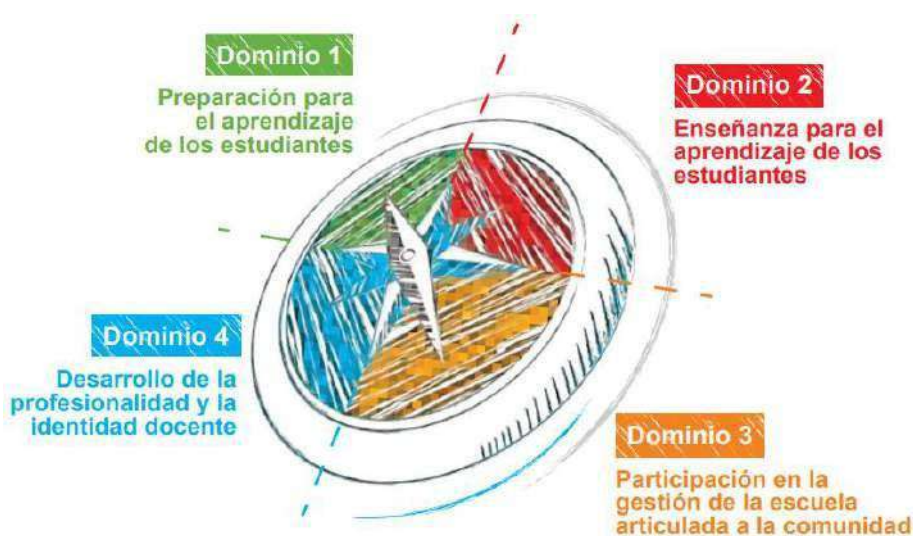 Dominio 1
Preparación para
el aprendizaje
de los estudiantes
Dominio 2
Enseñanza para el
aprendizaje de los
estudiantes
Dominio 4
Desarrollo de la
profesionalidad y la
identidad docente
Dominio 3
Participación en la
gestión de la escuela
articulada a la comunidad